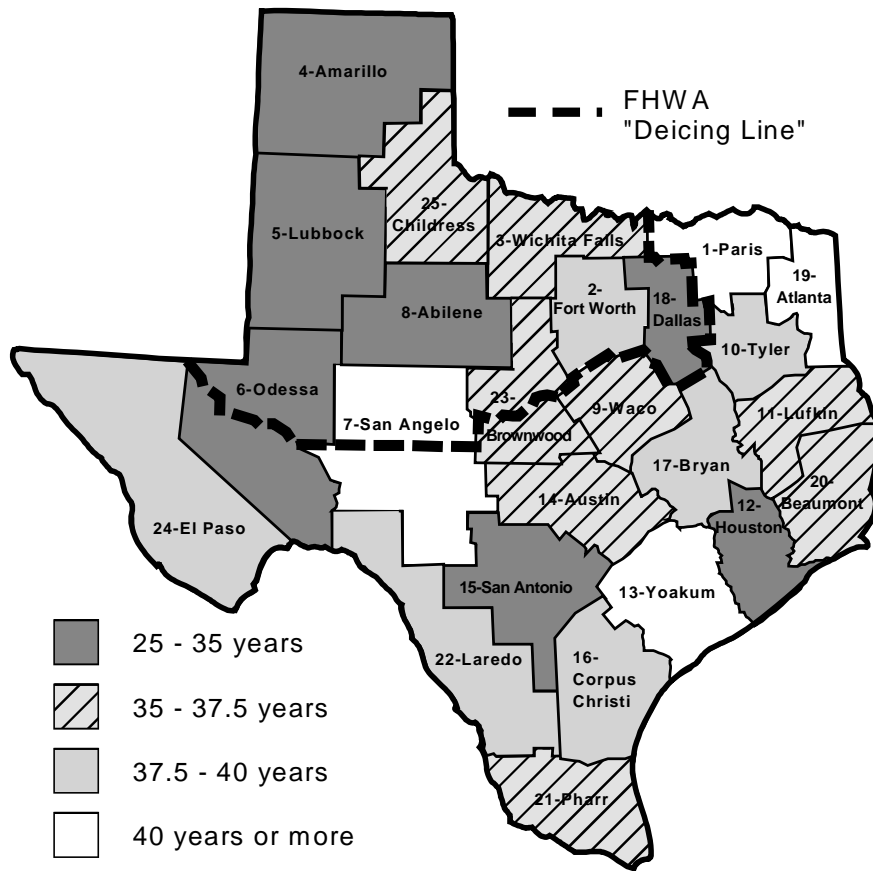 4-Amarillo
FHWA
"Deicing Line"
25-
Childress
5-Lubbock
3-Wichita Falls
1-Paris
19-
Atlanta
2-
Fort Worth
18-
Dallas
8-Abilene
10-Tyler
6-Odessa
23-
Brownwood
9-Waco
11-Lufkin
7-San Angelo
17-Bryan
20-
Beaumont
14-Austin
12-
Houston
24-El Paso
15-San Antonio
13-Yoakum
22-Laredo
16-
Corpus
Christi
21-Pharr
25 - 35 years
35 - 37.5 years
37.5 - 40 years
40 years or more